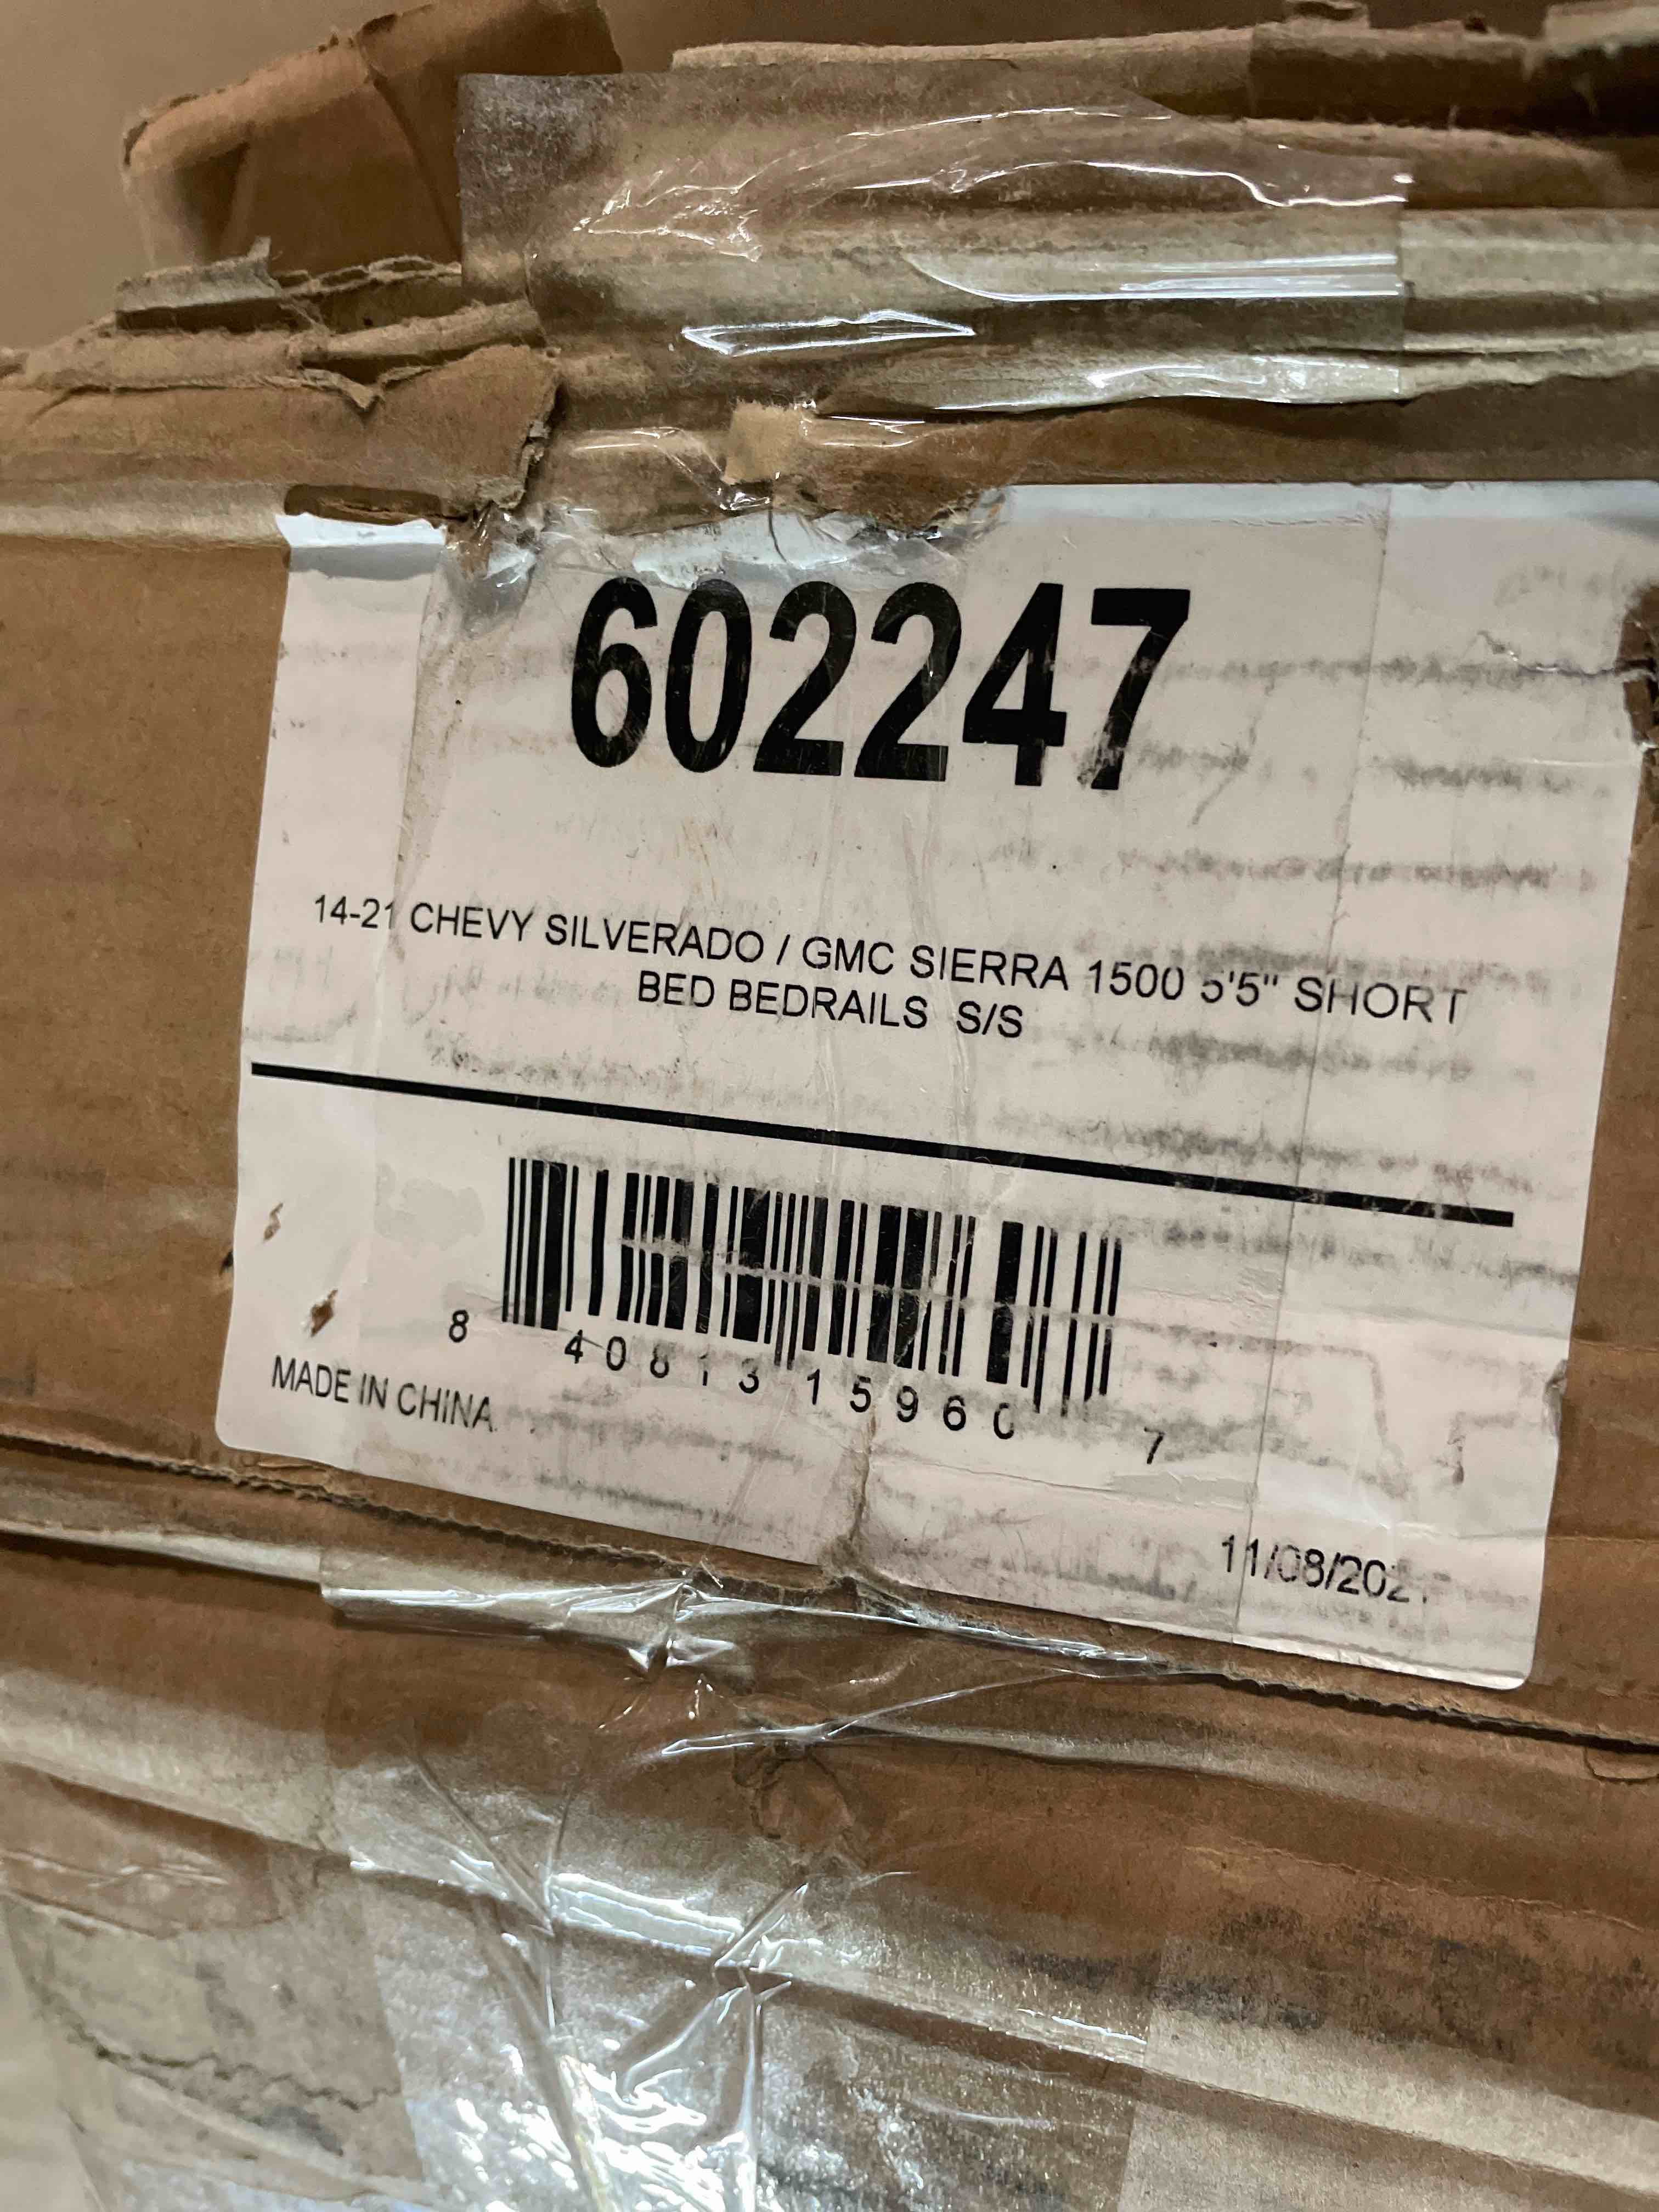 602247
14-21 CHEVY SILVERADO / GMC SIERRA 1500 5'5" SHORT
BED BEDRAILS S/S
8 40813 15960 7
MADE IN CHINA